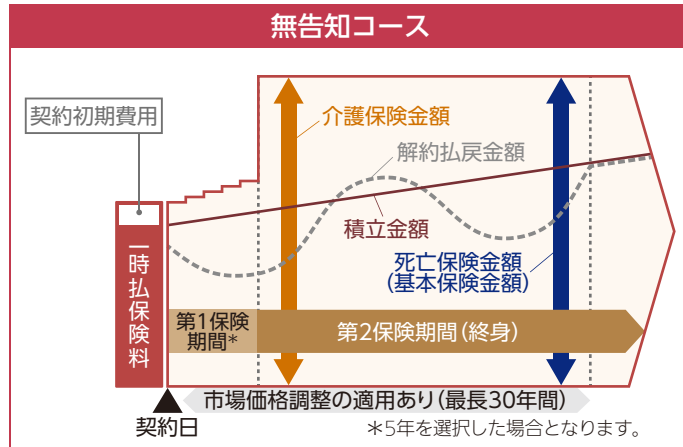 無告知コース
契約初期費用
介護保険金額
解約払戻金額
積立金額
死亡保険金額
(基本保険金額)
一時払保険料
第1保険
期間*
第2保険期間(終身)
市場価格調整の適用あり(最長30年間)
契約日
*5年を選択した場合となります。